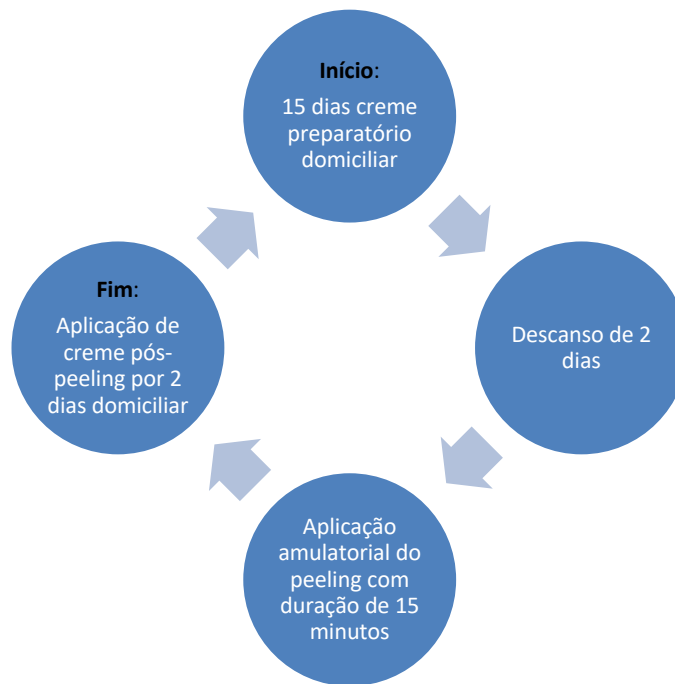 Início:
15 dias creme
preparatório
domiciliar
Descanso de 2
dias
Aplicação
amulatorial do
peeling com
duração de 15
minutos
Fim:
Aplicação de
creme pós-
peeling por 2
dias domiciliar